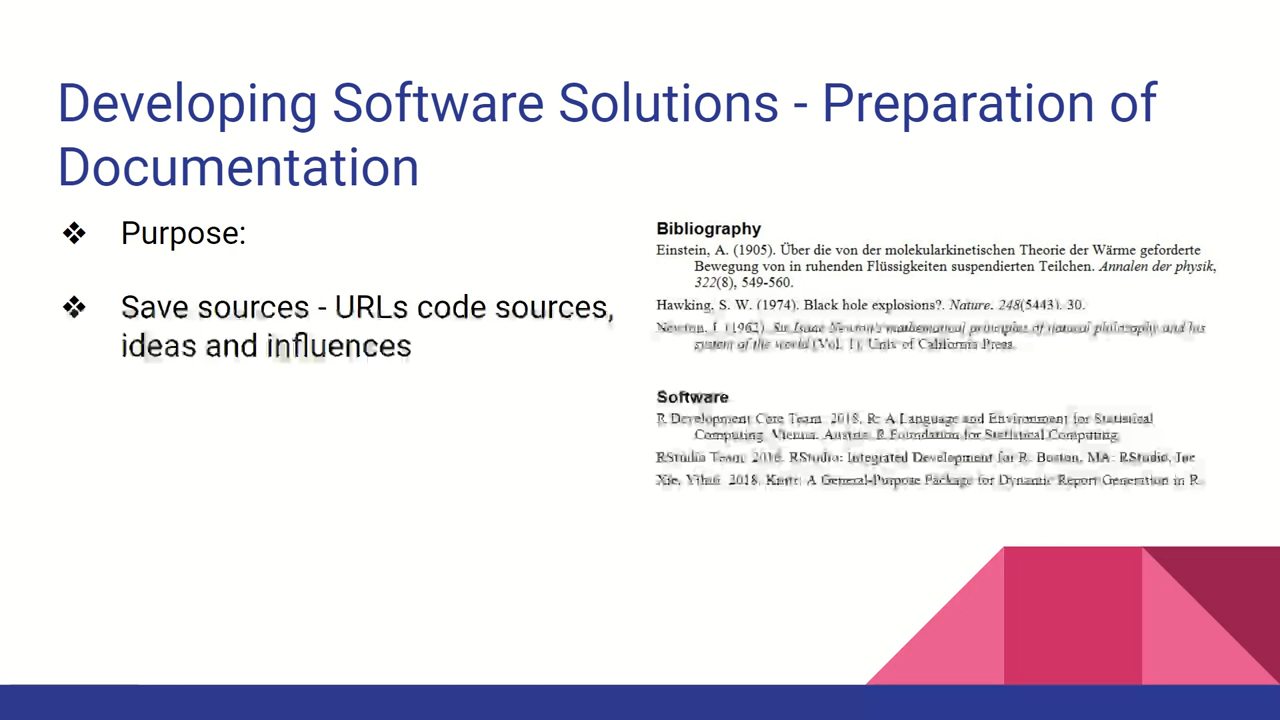 Developing Software Solutions - Preparation of
Documentation
❖ Purpose:
❖ Save sources - URLs code sources,
ideas and influences
Bibliography
Einstein, A. (1905). Über die von der molekularkinetischen Theorie der Wärme geforderte
Bewegung von in ruhenden Flüssigkeiten suspendierten Teilchen. Annalen der physik,
322(8), 549-560.
Hawking, S. W. (1974). Black hole explosions?. Nature, 248(5443), 30.
Newton, I. (1962). Sir Isaac Newton's mathematical principles of natural philosophy and his
system of the world (Vol. 1). Univ of California Press.
Software
R Development Core Team. 2018. R: A Language and Environment for Statistical
Computing. Vienna, Austria: R Foundation for Statistical Computing.
RStudio Team. 2016. RStudio: Integrated Development for R. Boston, MA: RStudio, Inc
Xie, Yihui. 2018. Knitr: A General-Purpose Package for Dynamic Report Generation in R.